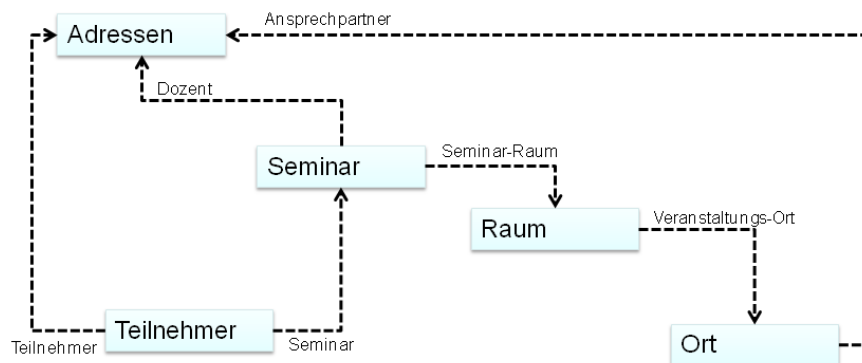 Ansprechpartner
Adressen
Dozent
Seminar
Seminar-Raum
Raum
Veranstaltungs-Ort
Teilnehmer
Teilnehmer
Seminar
Ort